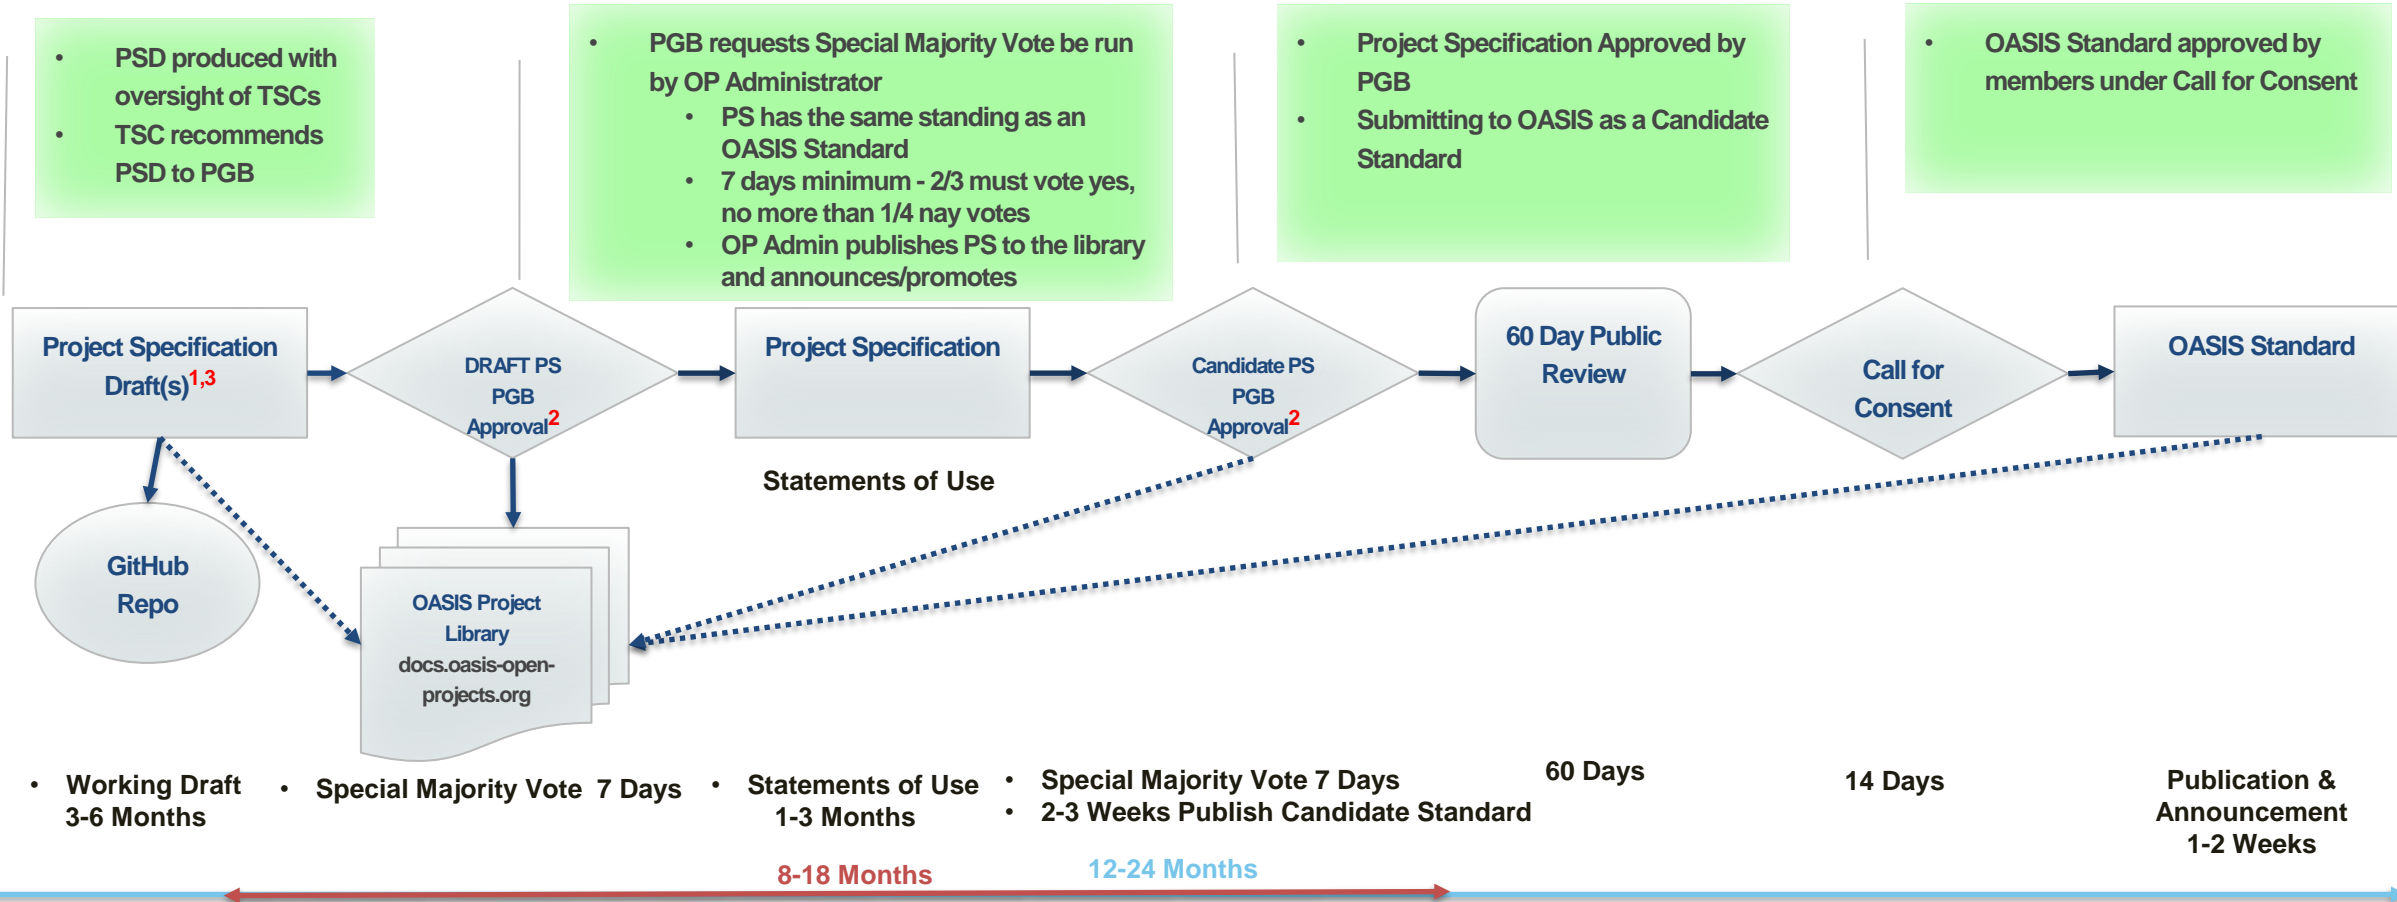 • PSD produced with
oversight of TSCs
• TSC recommends
PSD to PGB
• PGB requests Special Majority Vote be run
by OP Administrator
• PS has the same standing as an
OASIS Standard
• 7 days minimum - 2/3 must vote yes,
no more than 1/4 nay votes
• OP Admin publishes PS to the library
and announces/promotes
• Project Specification Approved by
PGB
• Submitting to OASIS as a Candidate
Standard
• OASIS Standard approved by
members under Call for Consent
Project Specification
Draft(s)1,3
DRAFT PS
PGB
Approval2
Project Specification
Candidate PS
PGB
Approval2
60 Day Public
Review
Call for
Consent
OASIS Standard
Statements of Use
GitHub
Repo
OASIS Project
Library
docs.oasis-open-
projects.org
• Working Draft
3-6 Months
• Special Majority Vote 7 Days
• Statements of Use
1-3 Months
• Special Majority Vote 7 Days
• 2-3 Weeks Publish Candidate Standard
60 Days
14 Days
Publication &
Announcement
1-2 Weeks
8-18 Months
12-24 Months